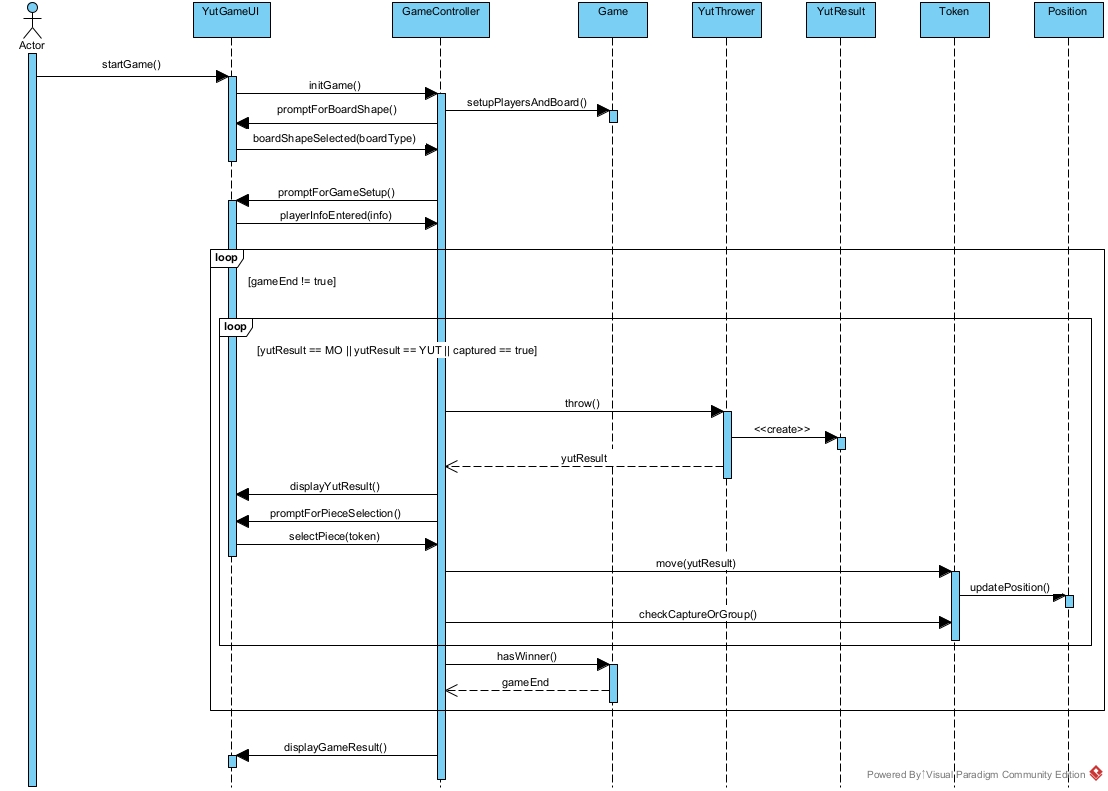 YutGameUI
GameController
Game
YutThrower
YutResult
Token
Position
Actor
startGame()
initGame()
setupPlayersAndBoard()
promptForBoardShape()
boardShapeSelected(boardType)
promptForGameSetup()
playerInfoEntered(info)
loop
[gameEnd != true]
loop
[yutResult == MO || yutResult == YUT || captured == true]
throw()
<<create>>
yutResult
displayYutResult()
promptForPieceSelection()
selectPiece(token)
move(yutResult)
updatePosition()
checkCaptureOrGroup()
hasWinner()
gameEnd
displayGameResult()
Powered By Visual Paradigm Community Edition